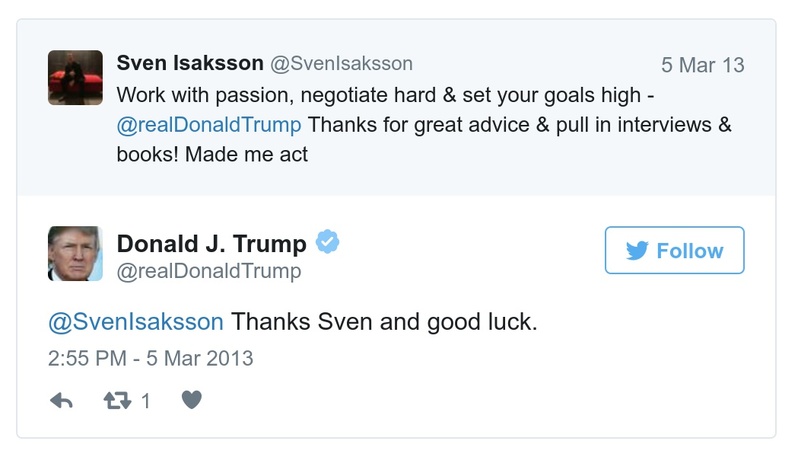 Sven Isaksson @SvenIsaksson 5 Mar 13
Work with passion, negotiate hard & set your goals high -
@realDonaldTrump Thanks for great advice & pull in interviews &
books! Made me act
Donald J. Trump
@realDonaldTrump
Follow
@SvenIsaksson Thanks Sven and good luck.
2:55 PM - 5 Mar 2013
1